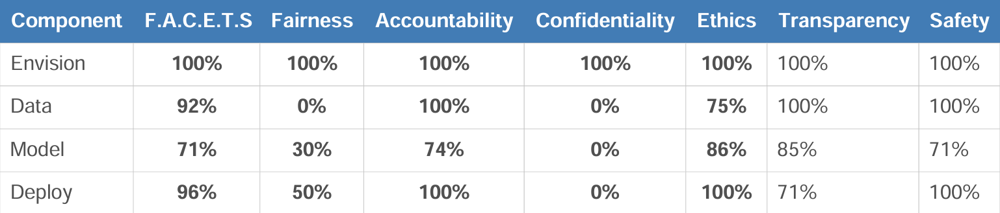 Component F.A.C.E.T.S Fairness Accountability Confidentiality Ethics Transparency Safety
Envision 100% 100% 100% 100% 100% 100% 100%
Data 92% 0% 100% 0% 75% 100% 100%
Model 71% 30% 74% 0% 86% 85% 71%
Deploy 96% 50% 100% 0% 100% 71% 100%